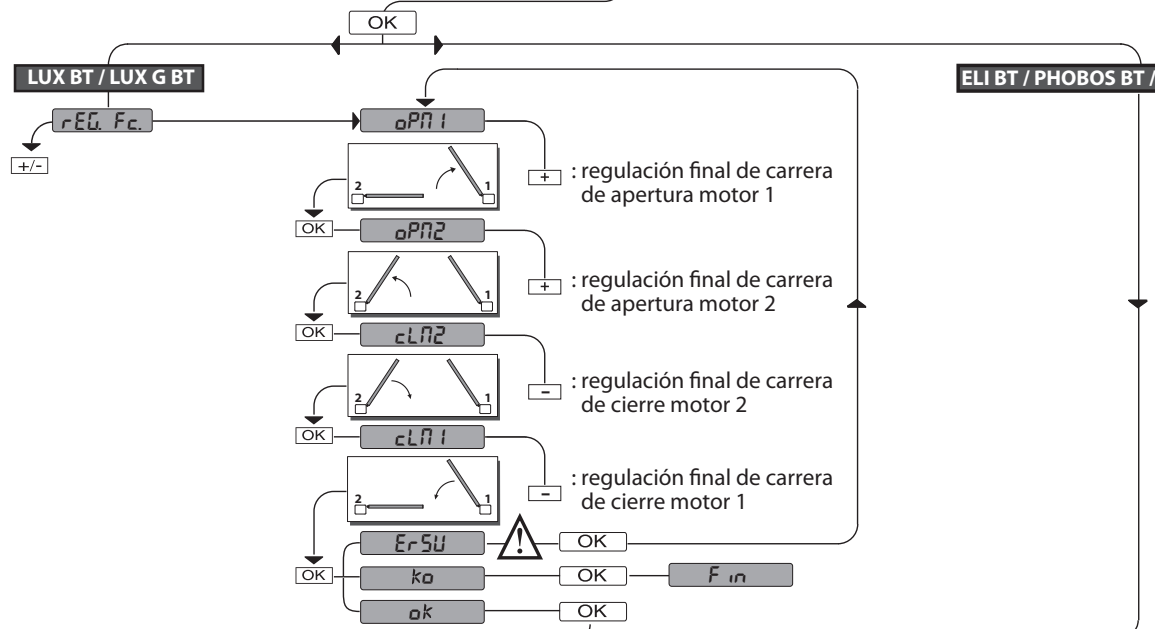 OK
LUX BT / LUX G BT
ELI BT / PHOBOS BT /
rEG. Fc.
+/-
oPM1
+ : regulación final de carrera
de apertura motor 1
2 1
OK
oPM2
+ : regulación final de carrera
de apertura motor 2
2 1
OK
cLM2
- : regulación final de carrera
de cierre motor 2
2 1
OK
cLM1
- : regulación final de carrera
de cierre motor 1
2 1
ErSW
!
OK
OK
ko
OK
Fin
ok
OK